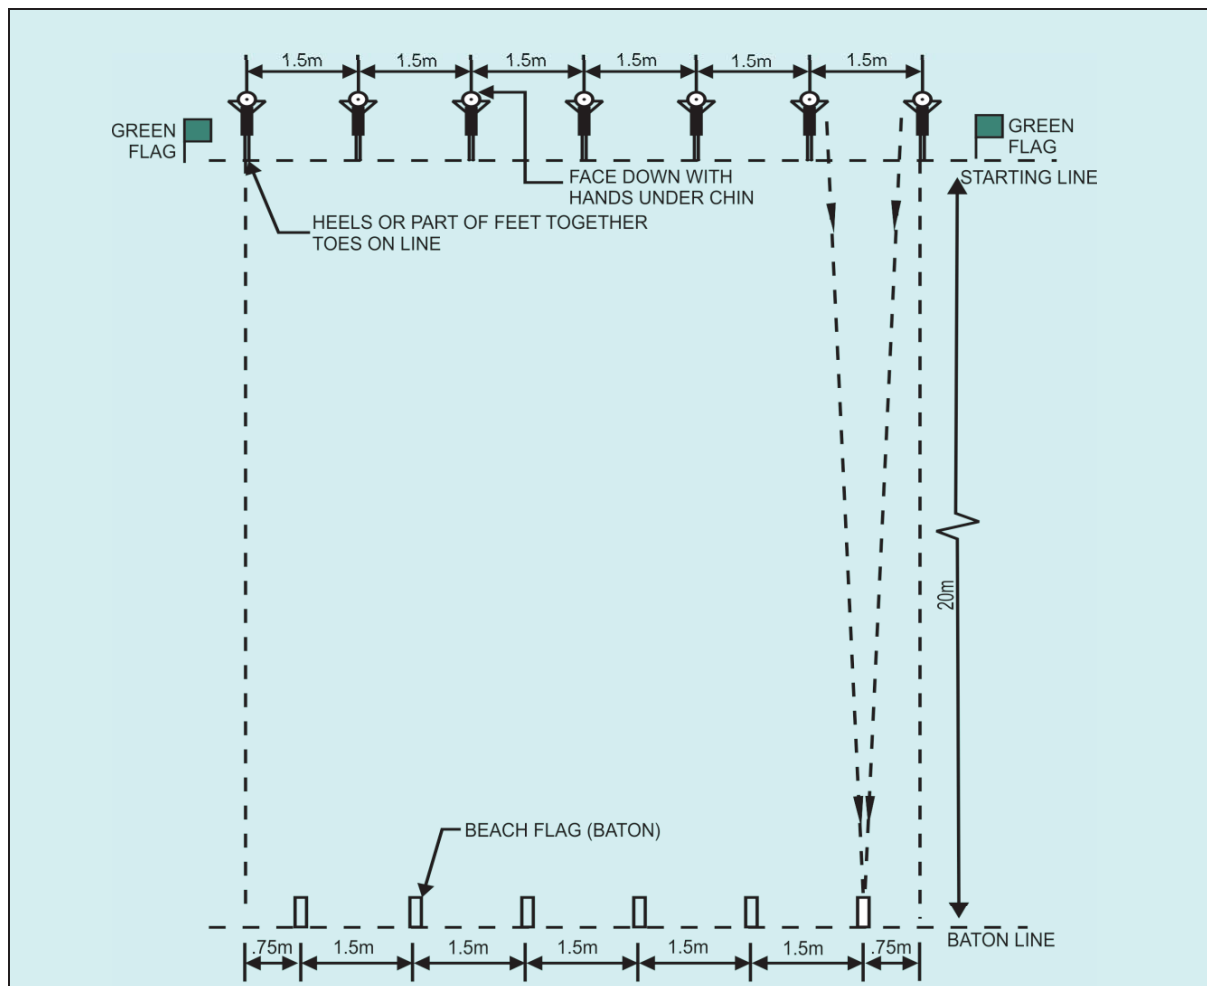 1.5m 1.5m 1.5m 1.5m 1.5m 1.5m
GREEN
FLAG
GREEN
FLAG
FACE DOWN WITH
HANDS UNDER CHIN
STARTING LINE
HEELS OR PART OF FEET TOGETHER
TOES ON LINE
20m
BEACH FLAG (BATON)
BATON LINE
.75m 1.5m 1.5m 1.5m 1.5m 1.5m .75m